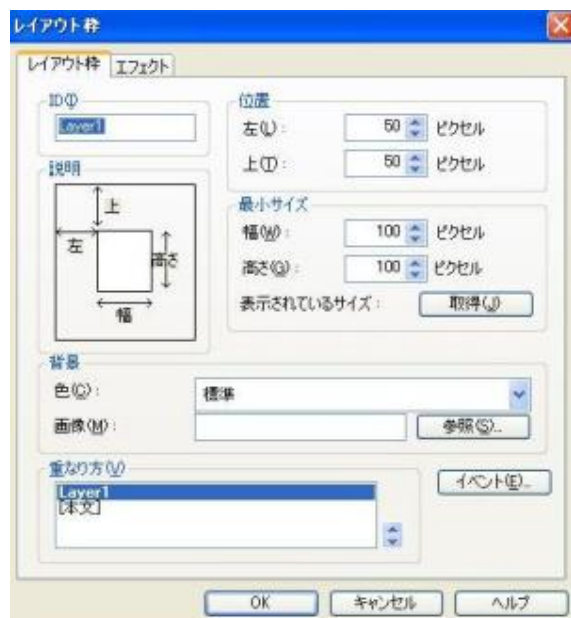 レイアウト枠
レイアウト枠 エフェクト
ID(I)
Layer1
位置
左(L): 50 ピクセル
上(T): 50 ピクセル
説明
上
左
高さ
幅
最小サイズ
幅(W): 100 ピクセル
高さ(G): 100 ピクセル
表示されているサイズ: 取得(J)
背景
色(C): 標準
画像(M): 参照(S)...
重なり方(V)
Layer1
[本文]
イベント(E)...
OK キャンセル ヘルプ